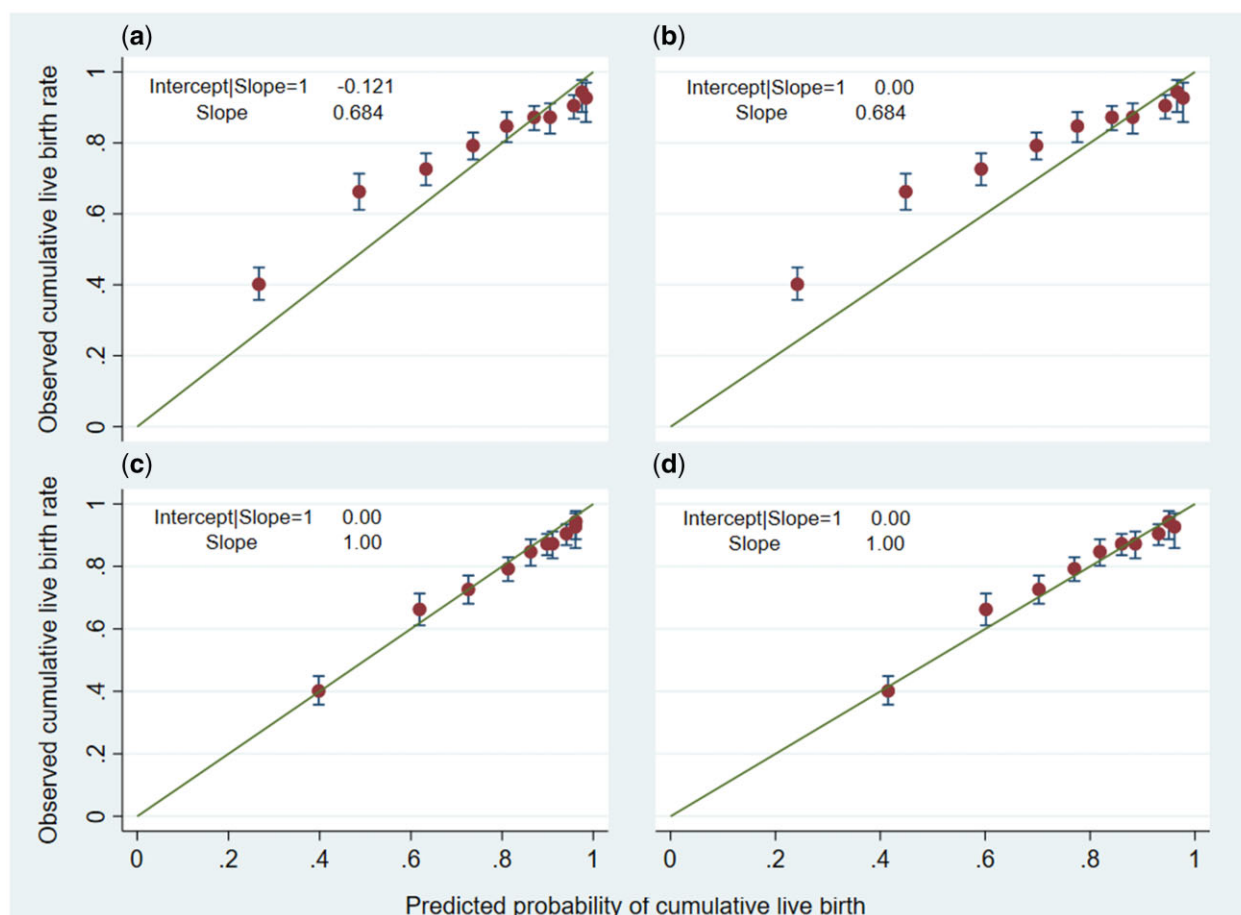 (a)
Intercept|Slope=1 -0.121
Slope 0.684
(b)
Intercept|Slope=1 0.00
Slope 0.684
Observed cumulative live birth rate
1
.8
.6
.4
.2
0
(c)
Intercept|Slope=1 0.00
Slope 1.00
(d)
Intercept|Slope=1 0.00
Slope 1.00
Observed cumulative live birth rate
1
.8
.6
.4
.2
0
0 .2 .4 .6 .8 1
0 .2 .4 .6 .8 1
Predicted probability of cumulative live birth